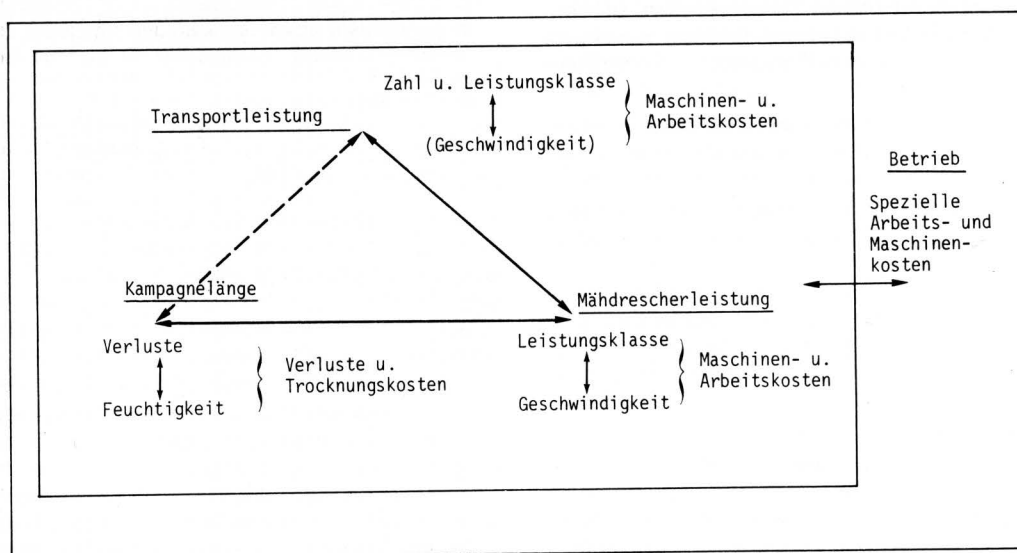 Zahl u. Leistungsklasse
(Geschwindigkeit)
Maschinen- u.
Arbeitskosten
Transportleistung
Betrieb
Spezielle
Arbeits- und
Maschinen-
kosten
Kampagnelänge
Verluste
Feuchtigkeit
Verluste u.
Trocknungskosten
Mähdrescherleistung
Leistungsklasse
Geschwindigkeit
Maschinen- u.
Arbeitskosten